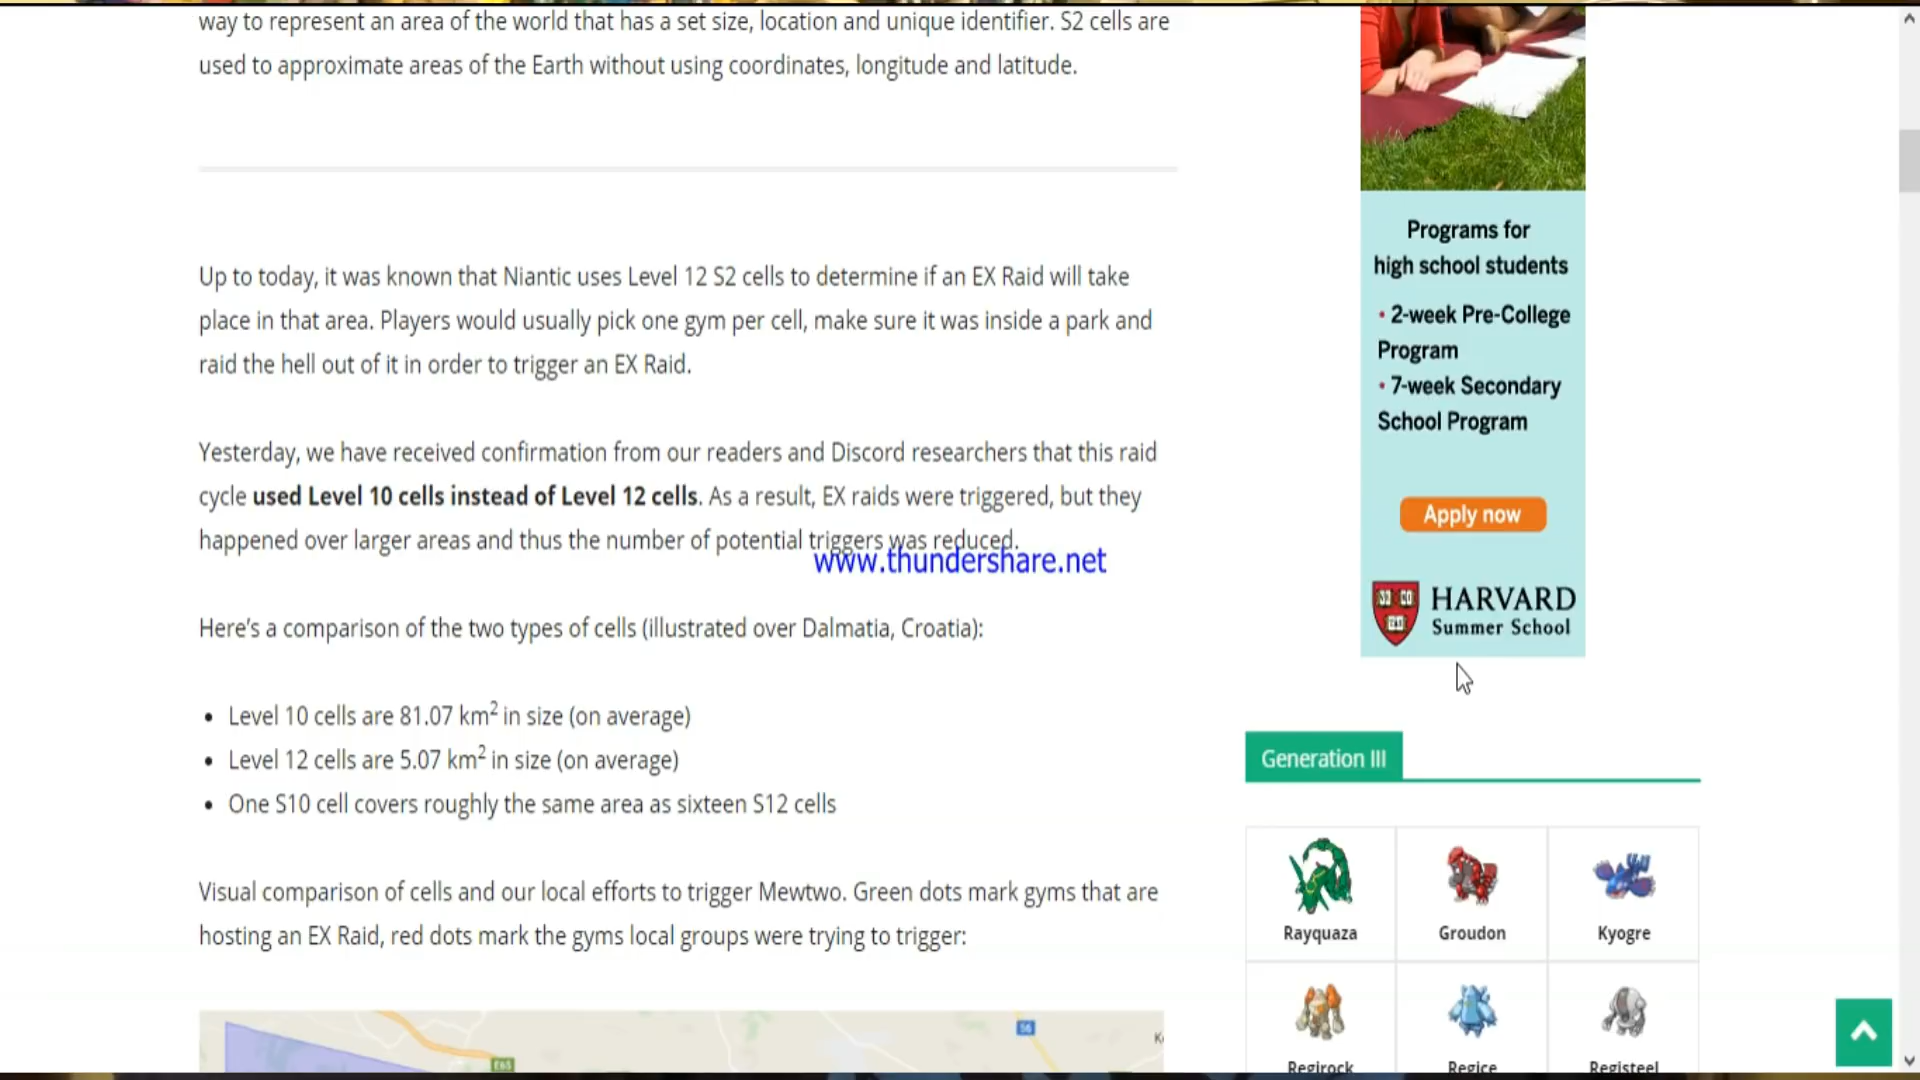 way to represent an area of the world that has a set size, location and unique identifier. S2 cells are
used to approximate areas of the Earth without using coordinates, longitude and latitude.
Up to today, it was known that Niantic uses Level 12 S2 cells to determine if an EX Raid will take
place in that area. Players would usually pick one gym per cell, make sure it was inside a park and
raid the hell out of it in order to trigger an EX Raid.
Yesterday, we have received confirmation from our readers and Discord researchers that this raid
cycle used Level 10 cells instead of Level 12 cells. As a result, EX raids were triggered, but they
happened over larger areas and thus the number of potential triggers was reduced.
www.thundershare.net
Here's a comparison of the two types of cells (illustrated over Dalmatia, Croatia):
• Level 10 cells are 81.07 km² in size (on average)
• Level 12 cells are 5.07 km² in size (on average)
• One S10 cell covers roughly the same area as sixteen S12 cells
Visual comparison of cells and our local efforts to trigger Mewtwo. Green dots mark gyms that are
hosting an EX Raid, red dots mark the gyms local groups were trying to trigger:
E65
Programs for
high school students
• 2-week Pre-College
Program
• 7-week Secondary
School Program
Apply now
HARVARD
Summer School
Generation III
Rayquaza
Groudon
Kyogre
Regirock
Regice
Registeel